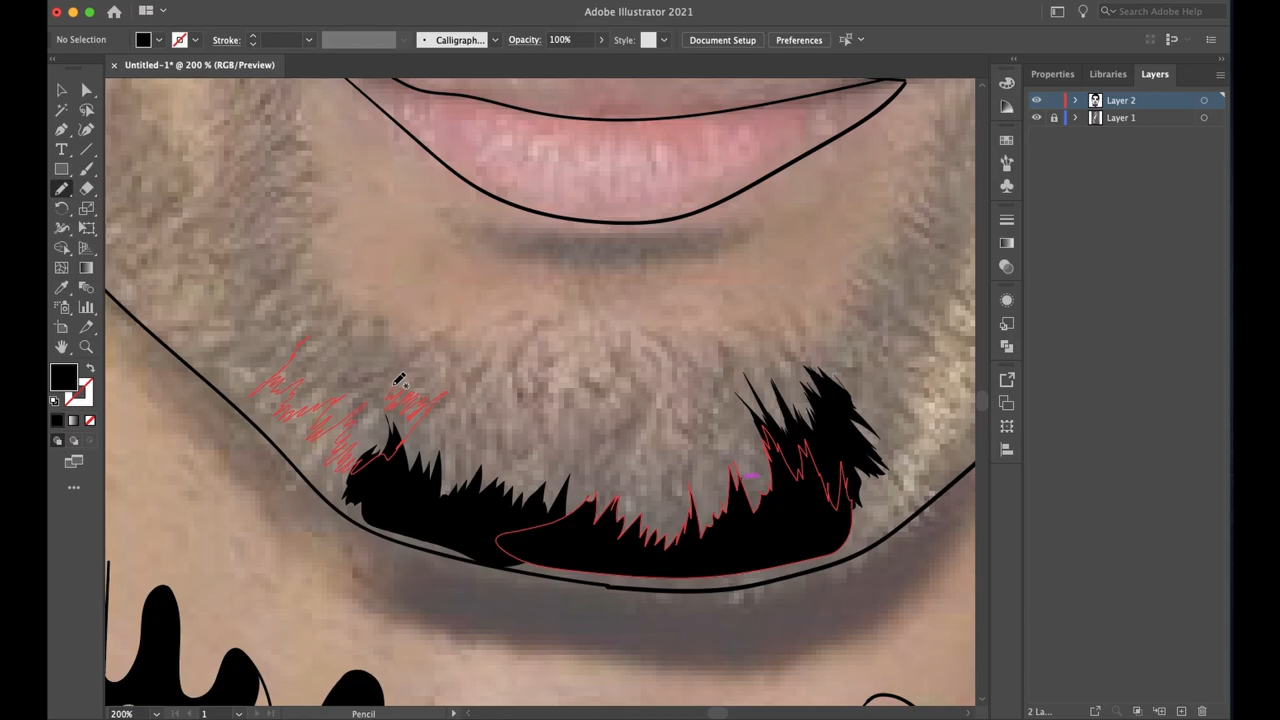 Adobe Illustrator 2021
Search Adobe Help
No Selection
Stroke:
Calligraph...
Opacity: 100%
Style:
Document Setup
Preferences
Untitled-1* @ 200 % (RGB/Preview)
Properties
Libraries
Layers
Layer 2
Layer 1
200%
1
Pencil
2 La...